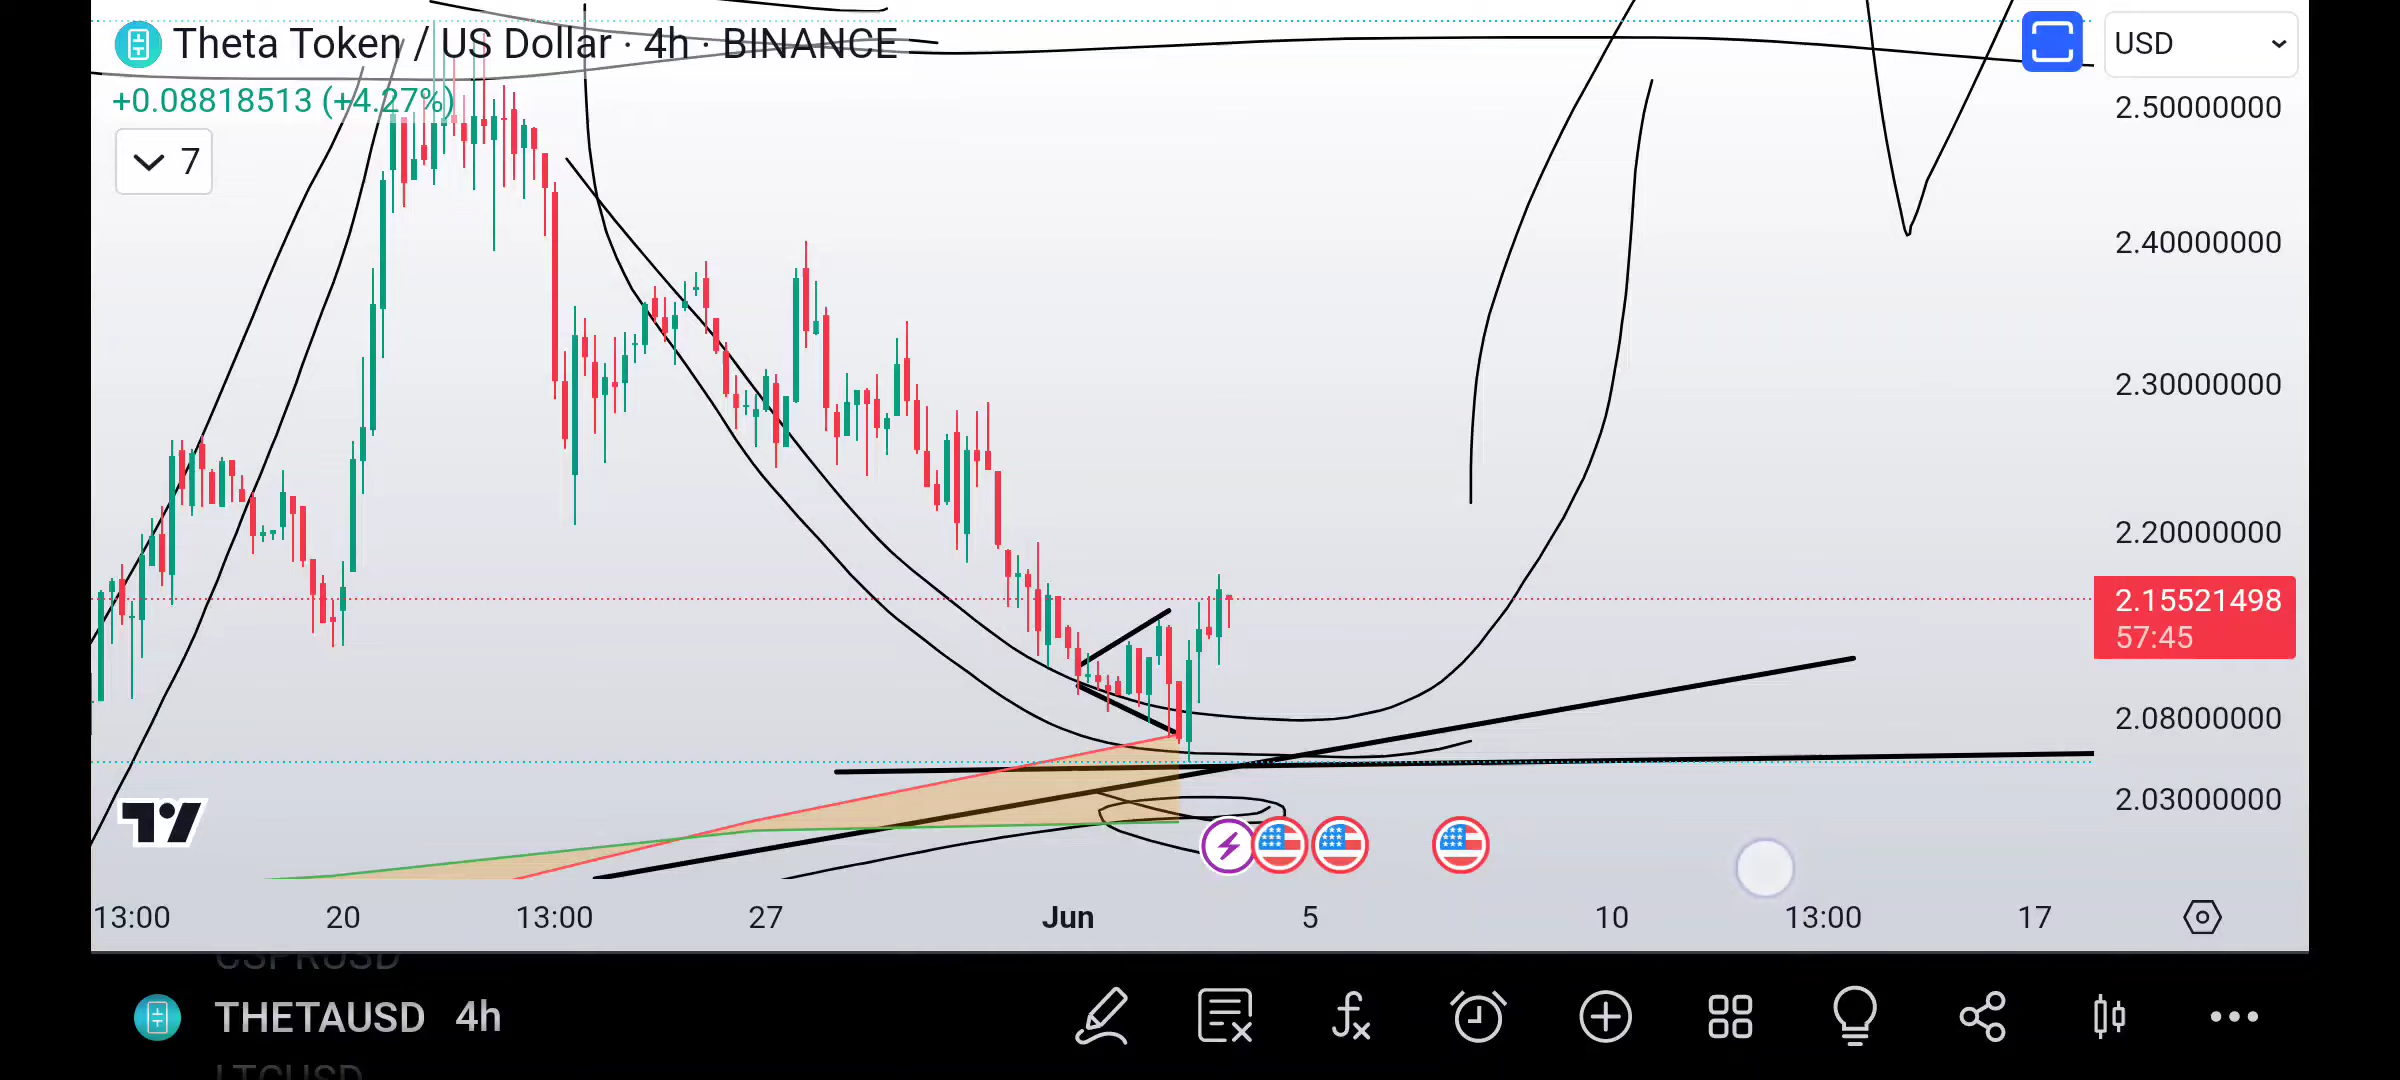 Theta Token / US Dollar · 4h · BINANCE
USD
+0.08818513 (+4.27%)
7
2.50000000
2.40000000
2.30000000
2.20000000
2.15521498
57:45
2.08000000
2.03000000
13:00 20 13:00 27 Jun 5 10 13:00 17
CSPRUSD
THETAUSD 4h
LTCUSD